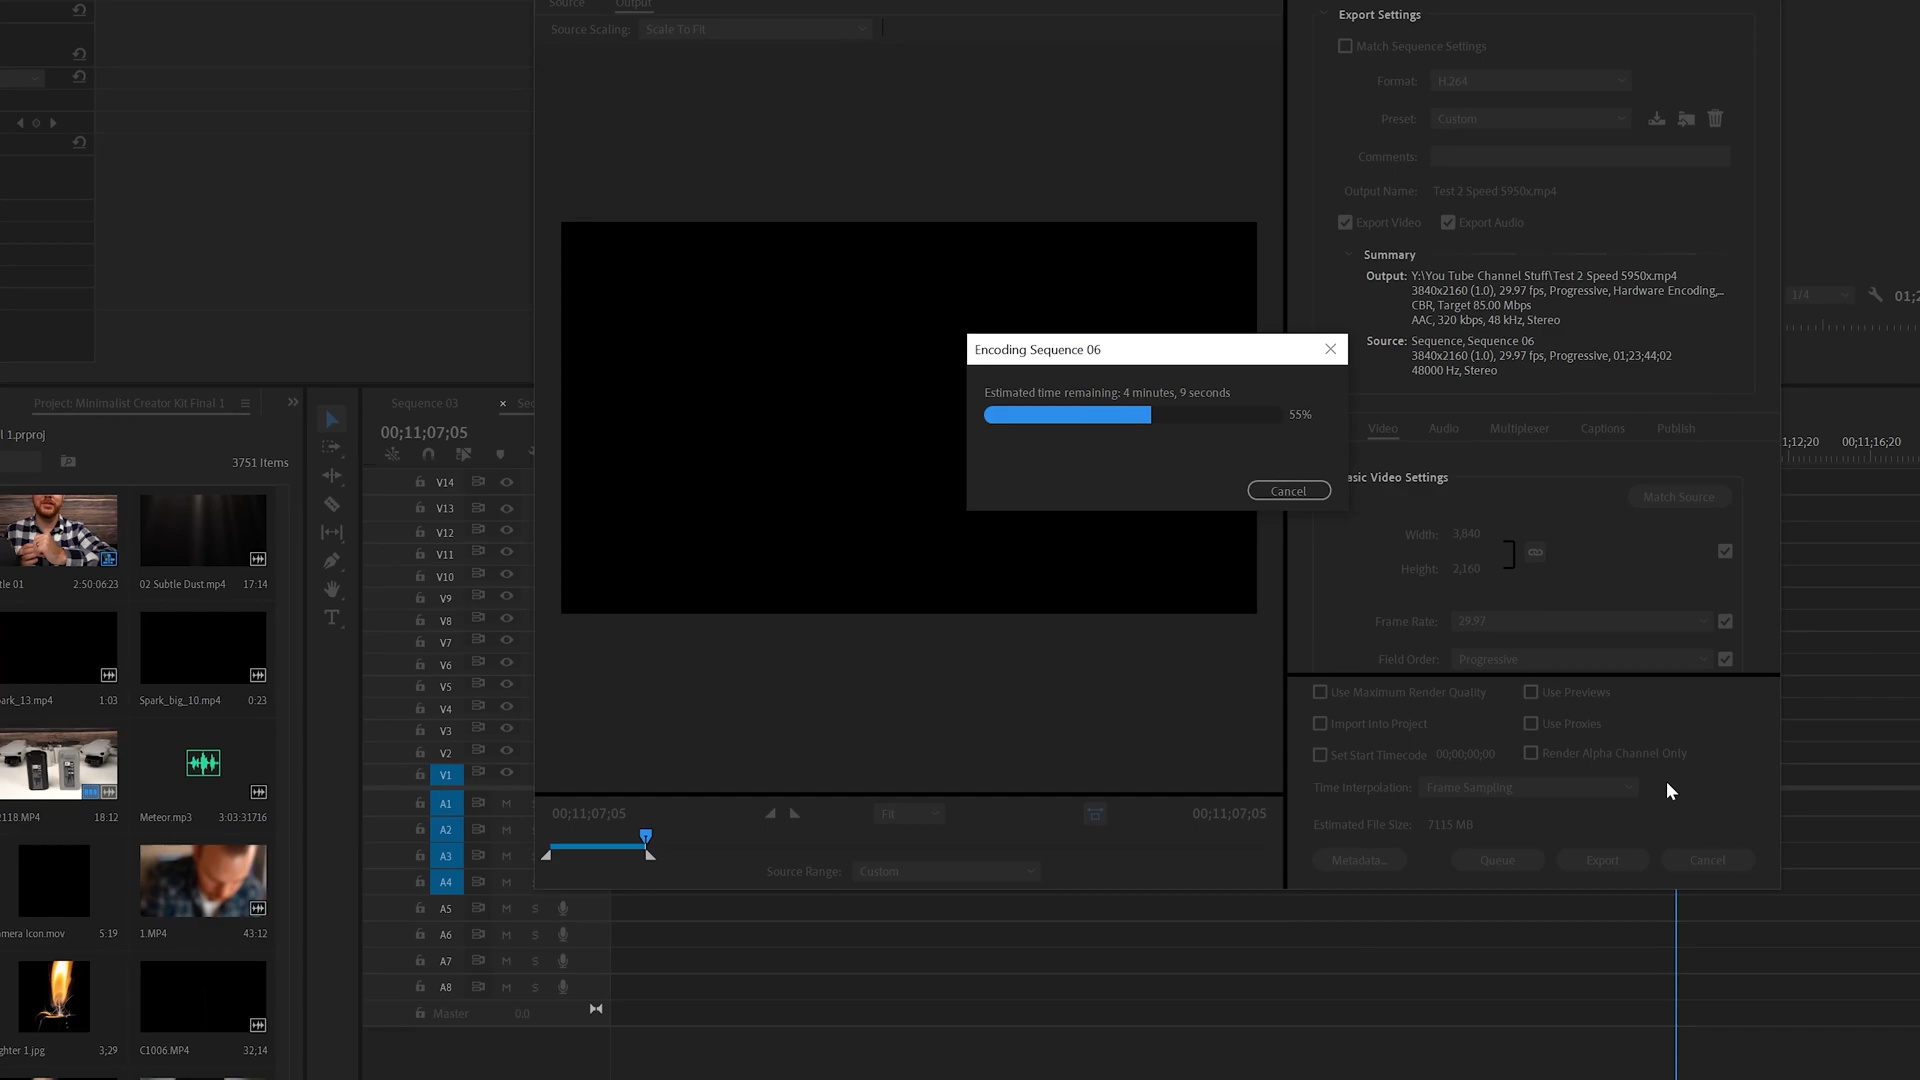 Source
Output
Source Scaling:
Scale To Fit
Export Settings
Match Sequence Settings
Format:
H.264
Preset:
Custom
Comments:
Output Name:
Test 2 Speed 5950x.mp4
Export Video
Export Audio
Summary
Output: Y:\You Tube Channel Stuff\Test 2 Speed 5950x.mp4
3840x2160 (1.0), 29.97 fps, Progressive, Hardware Encoding,...
CBR, Target 85.00 Mbps
AAC, 320 kbps, 48 kHz, Stereo
Source: Sequence, Sequence 06
3840x2160 (1.0), 29.97 fps, Progressive, 01;23;44;02
48000 Hz, Stereo
1/4
01;2
Encoding Sequence 06
Estimated time remaining: 4 minutes, 9 seconds
55%
Cancel
Video
Audio
Multiplexer
Captions
Publish
asic Video Settings
Match Source
Width:
3,840
Height:
2,160
Frame Rate:
29.97
Field Order:
Progressive
Use Maximum Render Quality
Use Previews
Import Into Project
Use Proxies
Set Start Timecode
00;00;00;00
Render Alpha Channel Only
Time Interpolation:
Frame Sampling
Estimated File Size:
7115 MB
Metadata...
Queue
Export
Cancel
1;12;20
00;11;16;20
00;11;07;05
Fit
00;11;07;05
Source Range:
Custom
Project: Minimalist Creator Kit Final 1
l 1.prproj
3751 Items
tle 01
2:50:06:23
02 Subtle Dust.mp4
17:14
park_13.mp4
1:03
Spark_big_10.mp4
0:23
2118.MP4
18:12
Meteor.mp3
3:03:31716
amera Icon.mov
5:19
1.MP4
43:12
ghter 1.jpg
3;29
C1006.MP4
32;14
T
Sequence 03
Sec
00;11;07;05
V14
V13
V12
V11
V10
V9
V8
V7
V6
V5
V4
V3
V2
V1
A1
M
A2
M
A3
M
A4
M
A5
M
S
A6
M
S
A7
M
S
A8
M
S
Master
0.0